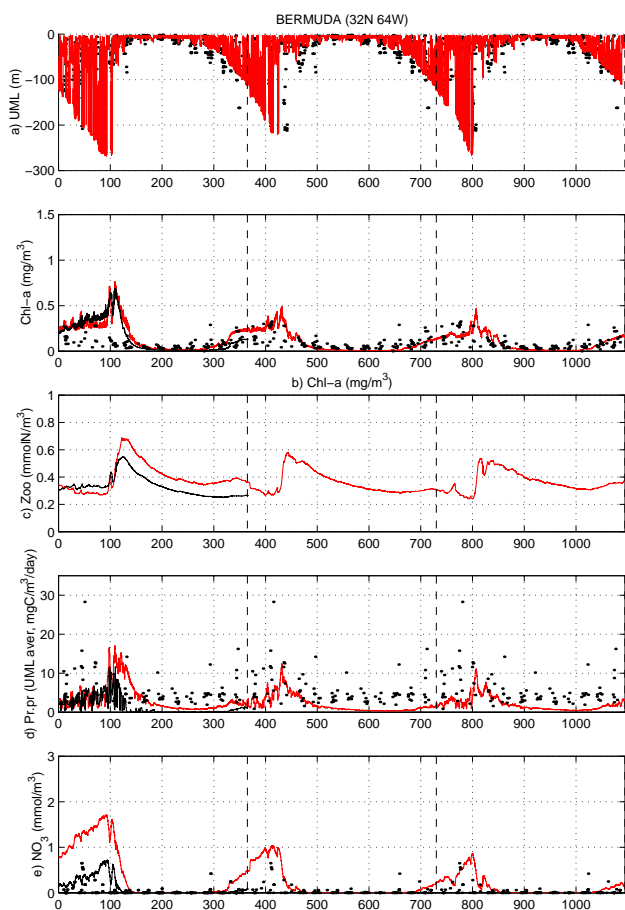 BERMUDA (32N 64W)
a) UML (m)
0
−100
−200
−300
0 100 200 300 400 500 600 700 800 900 1000
Chl−a (mg/m³)
1.5
1
0.5
0
0 100 200 300 400 500 600 700 800 900 1000
b) Chl−a (mg/m³)
c) Zoo (mmolN/m³)
1
0.8
0.6
0.4
0.2
0
0 100 200 300 400 500 600 700 800 900 1000
d) Pr.pr (UML aver, mgC/m³/day)
30
20
10
0
0 100 200 300 400 500 600 700 800 900 1000
e) NO₃ (mmol/m³)
3
2
1
0
0 100 200 300 400 500 600 700 800 900 1000